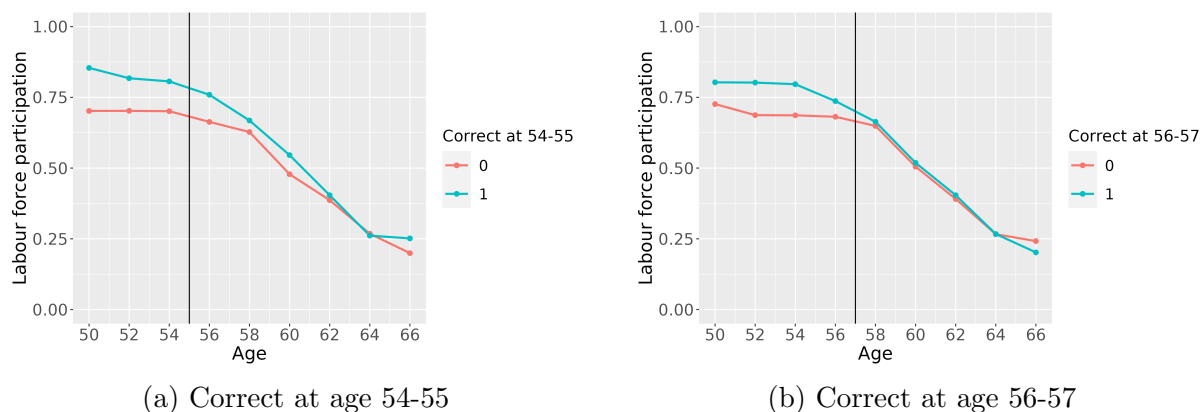 1.00
0.75
0.50
0.25
0.00
Labour force participation
50 52 54 56 58 60 62 64 66
Age
Correct at 54-55
0
1
(a) Correct at age 54-55
1.00
0.75
0.50
0.25
0.00
Labour force participation
50 52 54 56 58 60 62 64 66
Age
Correct at 56-57
0
1
(b) Correct at age 56-57